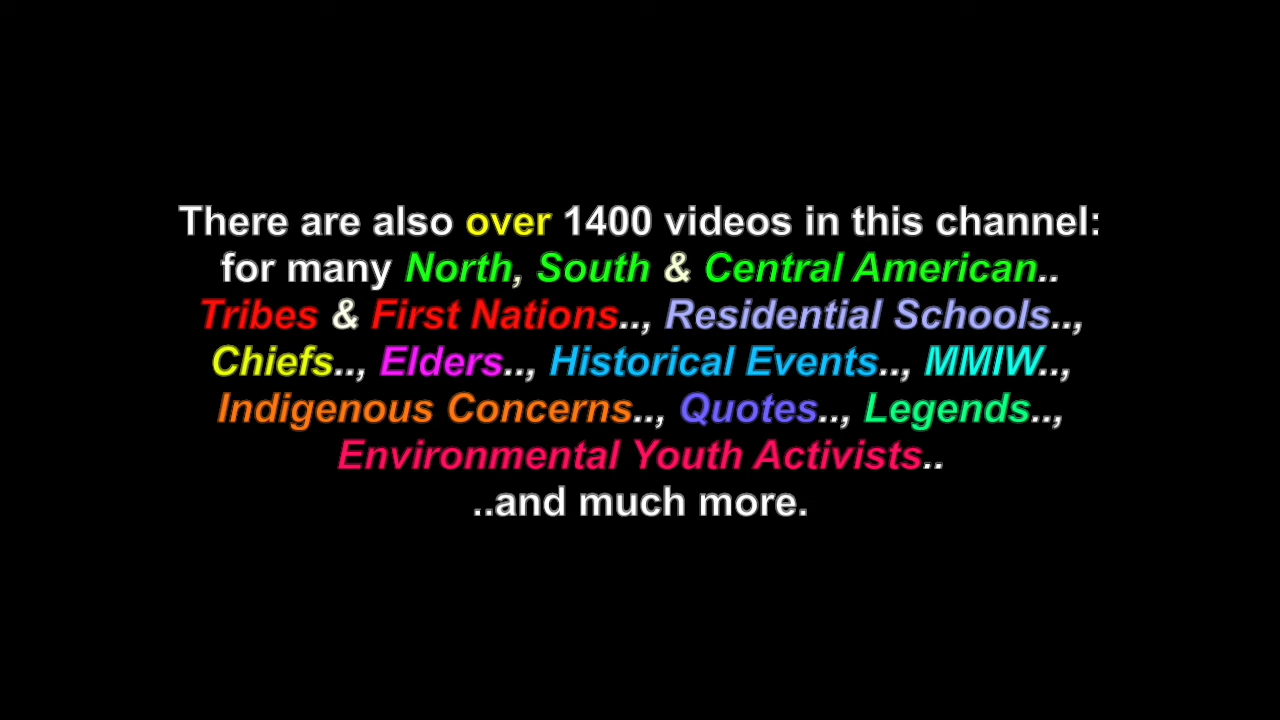 There are also over 1400 videos in this channel:
for many North, South & Central American..
Tribes & First Nations.., Residential Schools..,
Chiefs.., Elders.., Historical Events.., MMIW..,
Indigenous Concerns.., Quotes.., Legends..,
Environmental Youth Activists..
..and much more.